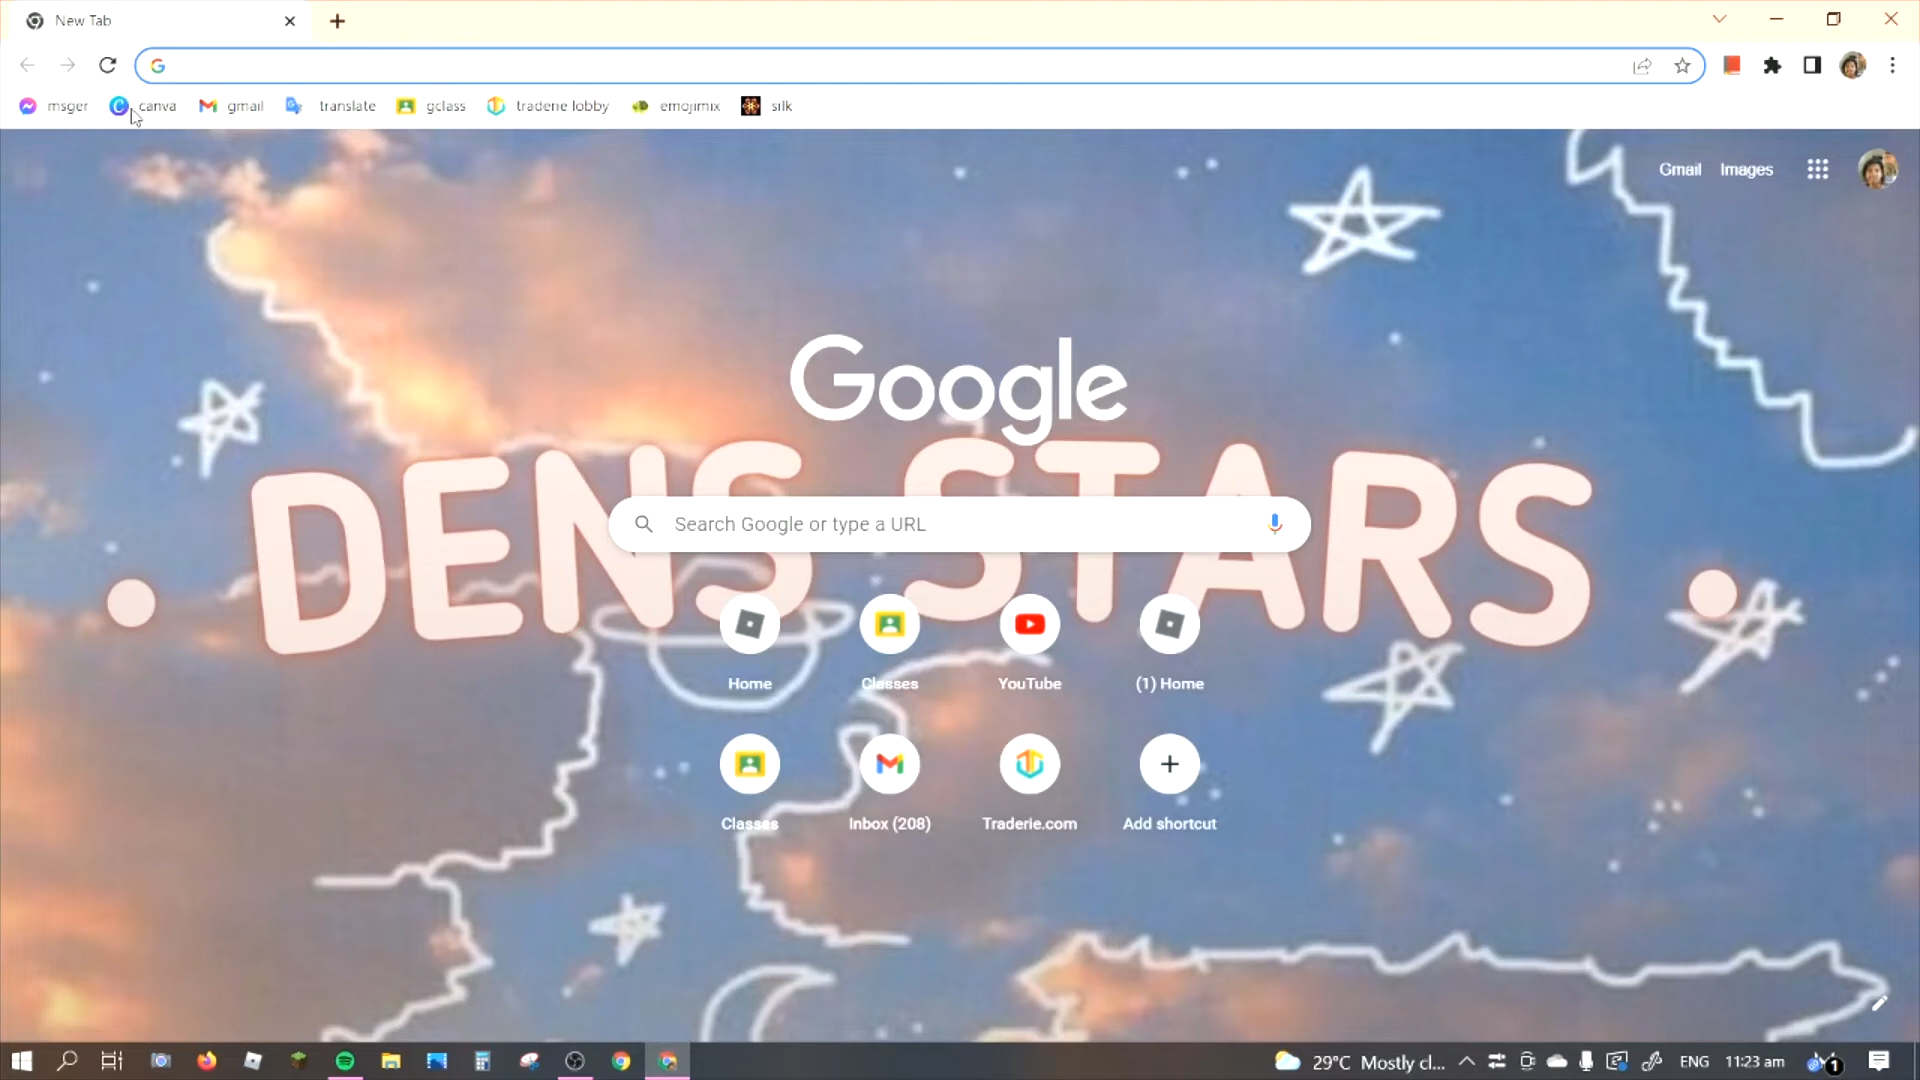 New Tab
msger canva gmail translate gclass traderie lobby emojimix silk
Gmail Images
Google
DENS STARS
Search Google or type a URL
Home Classes YouTube (1) Home
Classes Inbox (208) Traderie.com Add shortcut
29°C Mostly cl... ENG 11:23 am 1